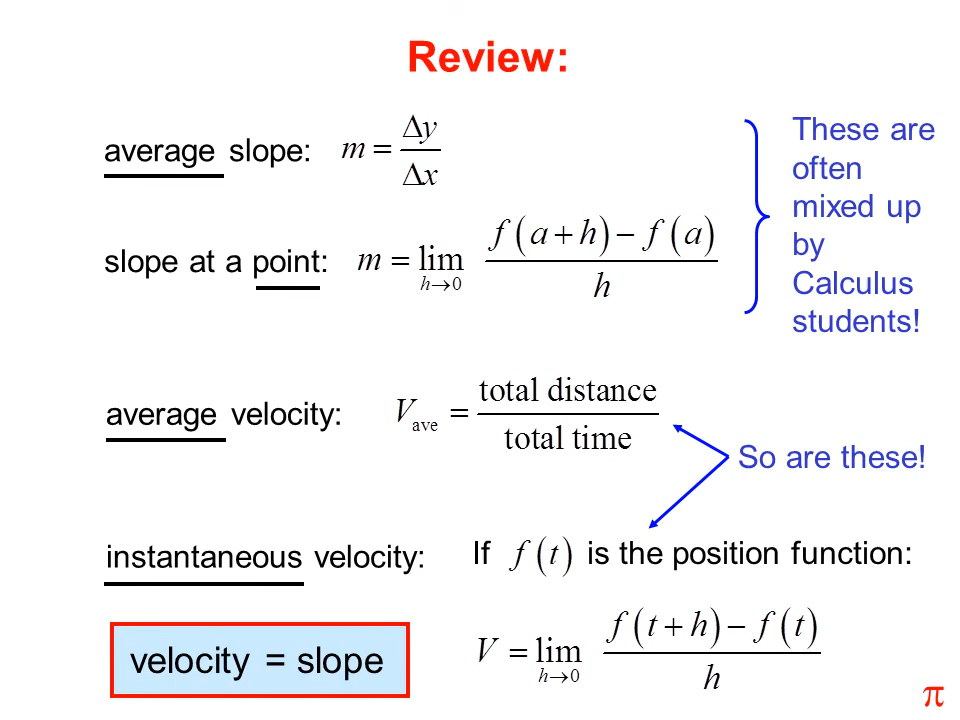 Review:
average slope: m = Δy/Δx
slope at a point: m = lim h→0 (f(a+h)−f(a))/h
These are
often
mixed up
by
Calculus
students!
average velocity: V_ave = total distance/total time
So are these!
instantaneous velocity: If f(t) is the position function:
velocity = slope
V = lim h→0 (f(t+h)−f(t))/h
π